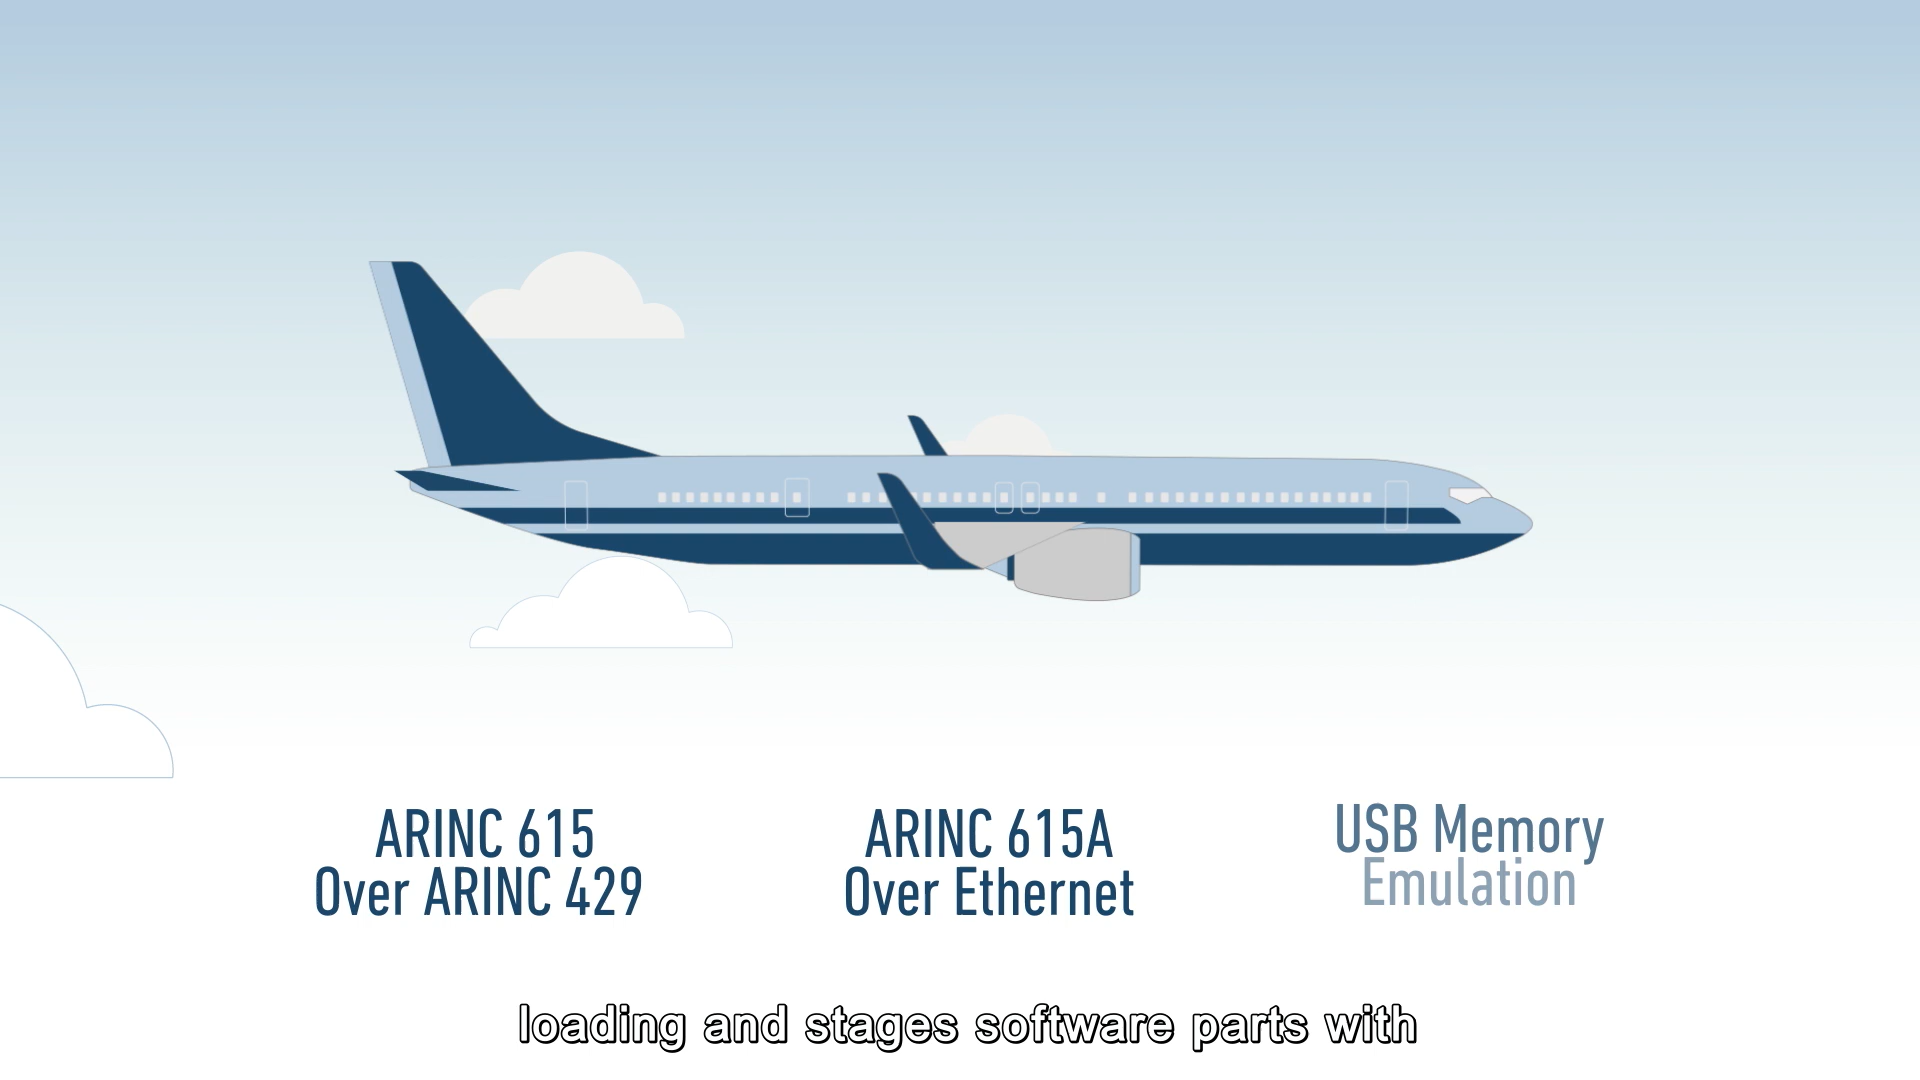 ARINC 615
Over ARINC 429
ARINC 615A
Over Ethernet
USB Memory
Emulation
loading and stages software parts with